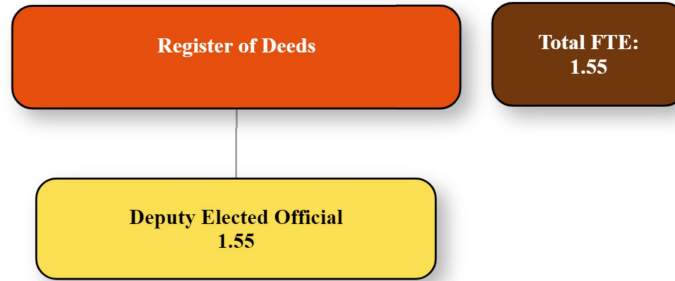 Register of Deeds
Total FTE:
1.55
Deputy Elected Official
1.55